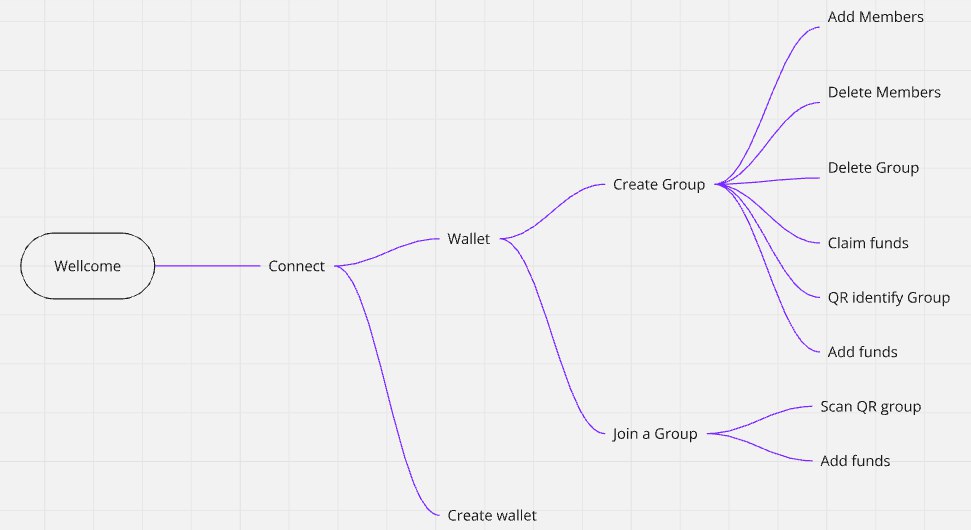 Wellcome
Connect
Wallet
Create wallet
Create Group
Join a Group
Add Members
Delete Members
Delete Group
Claim funds
QR identify Group
Add funds
Scan QR group
Add funds